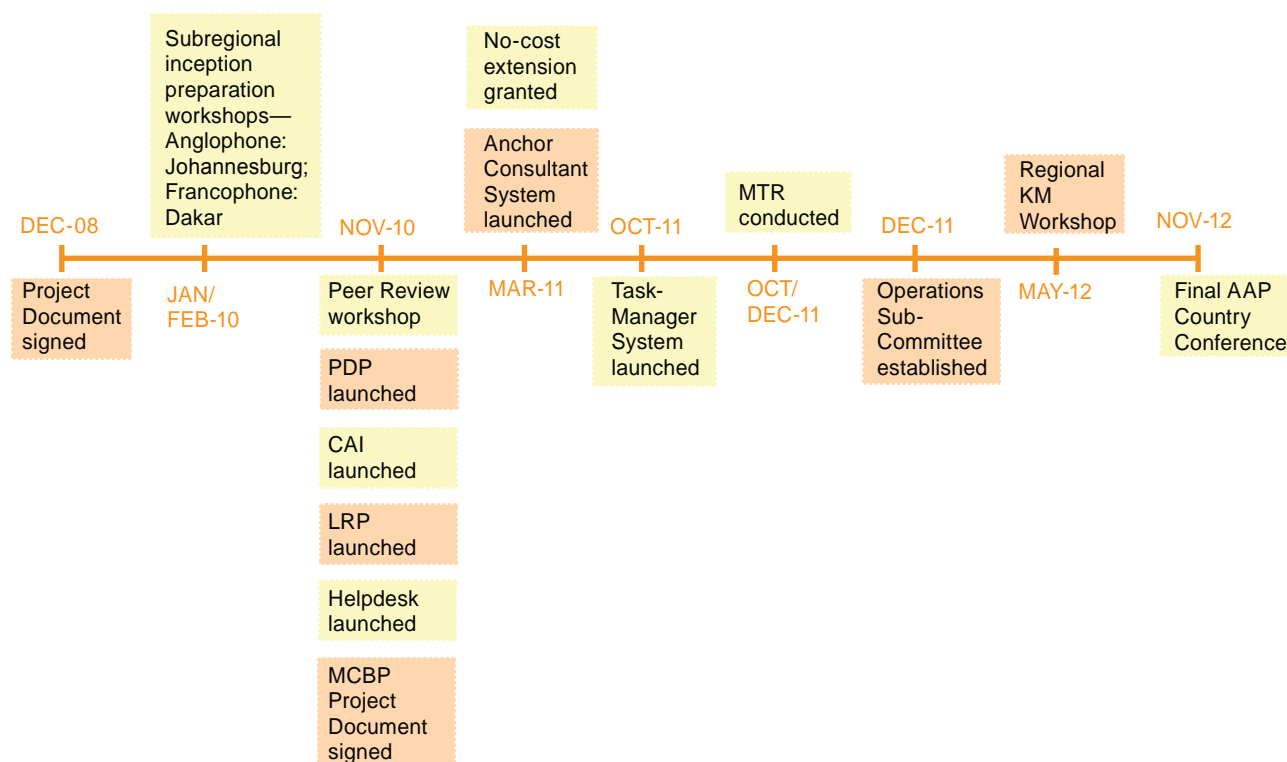 DEC-08
Project
Document
signed
Subregional
inception
preparation
workshops—
Anglophone:
Johannesburg;
Francophone:
Dakar
JAN/
FEB-10
NOV-10
Peer Review
workshop
PDP
launched
CAI
launched
LRP
launched
Helpdesk
launched
MCBP
Project
Document
signed
No-cost
extension
granted
Anchor
Consultant
System
launched
MAR-11
OCT-11
Task-
Manager
System
launched
MTR
conducted
OCT/
DEC-11
DEC-11
Operations
Sub-
Committee
established
Regional
KM
Workshop
MAY-12
NOV-12
Final AAP
Country
Conference